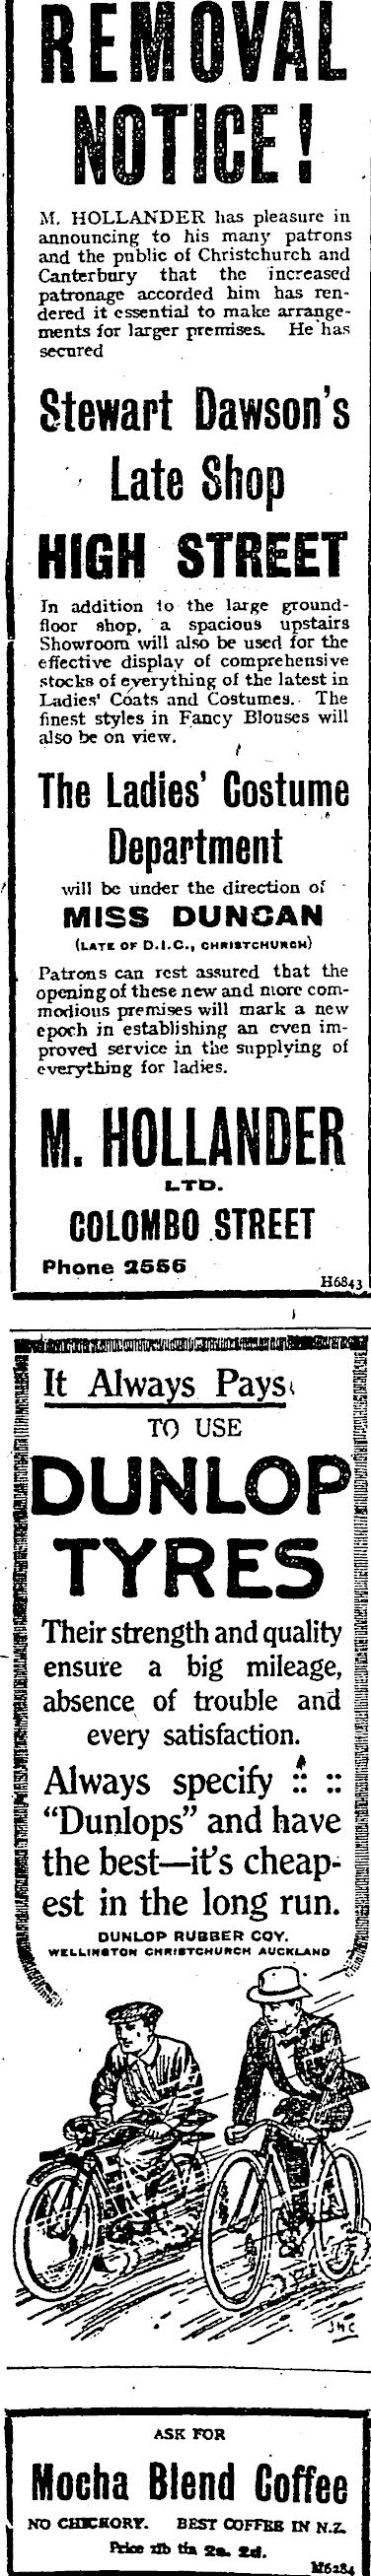 REMOVAL
NOTICE!
M. HOLLANDER has pleasure in
announcing to his many patrons
and the public of Christchurch and
Canterbury that the increased
patronage accorded him has ren-
dered it essential to make arrange-
ments for larger premises. He has
secured
Stewart Dawson's
Late Shop
HIGH STREET
In addition to the large ground-
floor shop, a spacious upstairs
Showroom will also be used for the
effective display of comprehensive
stocks of everything of the latest in
Ladies' Coats and Costumes. The
finest styles in Fancy Blouses will
also be on view.
The Ladies' Costume
Department
will be under the direction of
MISS DUNCAN
(LATE OF D.I.C., CHRISTCHURCH)
Patrons can rest assured that the
opening of these new and more com-
modious premises will mark a new
epoch in establishing an even im-
proved service in the supplying of
everything for ladies.
M. HOLLANDER
LTD.
COLOMBO STREET
Phone 2556
H6843
It Always Pays
TO USE
DUNLOP
TYRES
Their strength and quality
ensure a big mileage,
absence of trouble and
every satisfaction.
Always specify :: ::
“Dunlops” and have
the best—it's cheap-
est in the long run.
DUNLOP RUBBER COY.
WELLINGTON CHRISTCHURCH AUCKLAND
JHC
ASK FOR
Mocha Blend Coffee
NO CHICKORY. BEST COFFEE IN N.Z.
Price 1lb tin 2s. 2d.
M6284